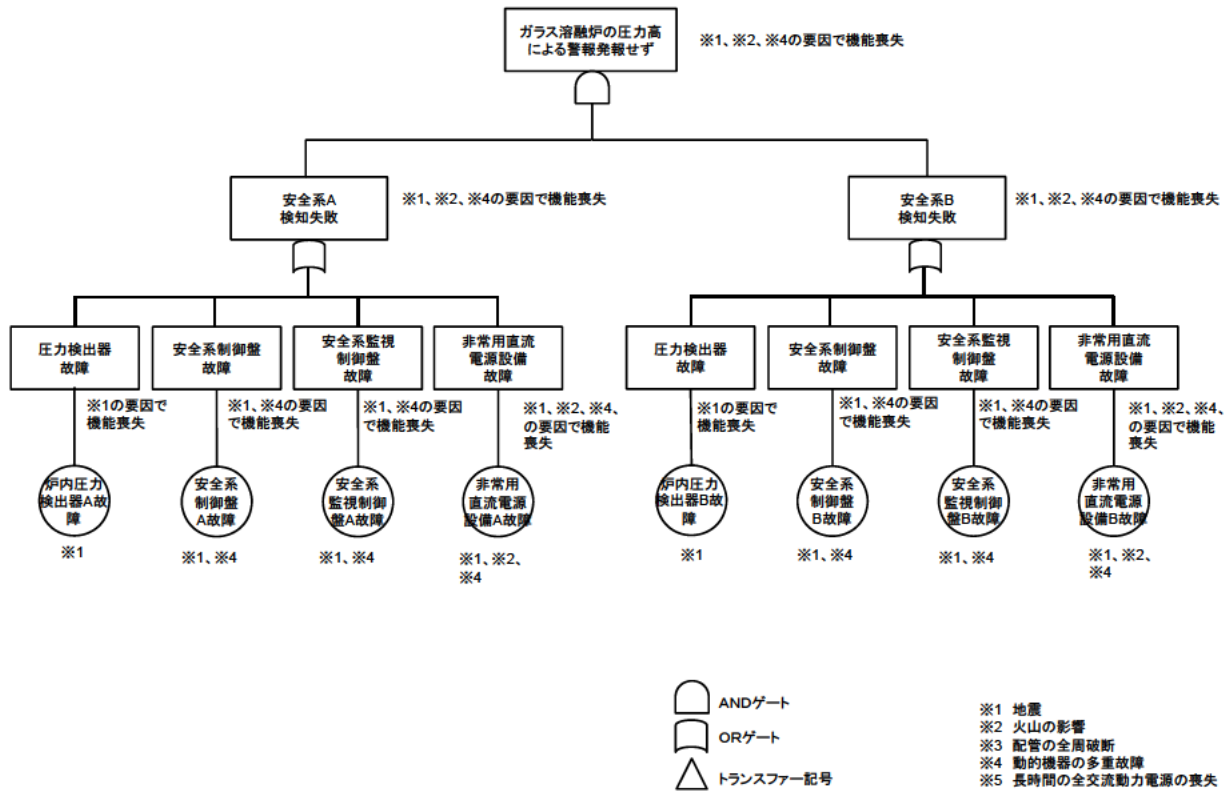 ガラス溶融炉の圧力高
による警報発報せず
※1、※2、※4の要因で機能喪失
安全系A
検知失敗
※1、※2、※4の要因で機能喪失
安全系B
検知失敗
※1、※2、※4の要因で機能喪失
圧力検出器
故障
安全系制御盤
故障
安全系監視
制御盤
故障
非常用直流
電源設備
故障
圧力検出器
故障
安全系制御盤
故障
安全系監視
制御盤
故障
非常用直流
電源設備
故障
※1の要因で
機能喪失
※1、※4の要因
で機能喪失
※1、※4の要因
で機能喪失
※1、※2、※4、
の要因で機能
喪失
※1の要因で
機能喪失
※1、※4の要因
で機能喪失
※1、※4の要因
で機能喪失
※1、※2、※4、
の要因で機能
喪失
炉内圧力
検出器A故
障
安全系
制御盤
A故障
安全系
監視制御
盤A故障
非常用
直流電源
設備A故障
炉内圧力
検出器B故
障
安全系
制御盤
B故障
安全系
監視制御
盤B故障
非常用
直流電源
設備B故障
※1
※1、※4
※1、※4
※1、※2、
※4
※1
※1、※4
※1、※4
※1、※2、
※4
ANDゲート
ORゲート
トランスファー記号
※1 地震
※2 火山の影響
※3 配管の全周破断
※4 動的機器の多重故障
※5 長時間の全交流動力電源の喪失